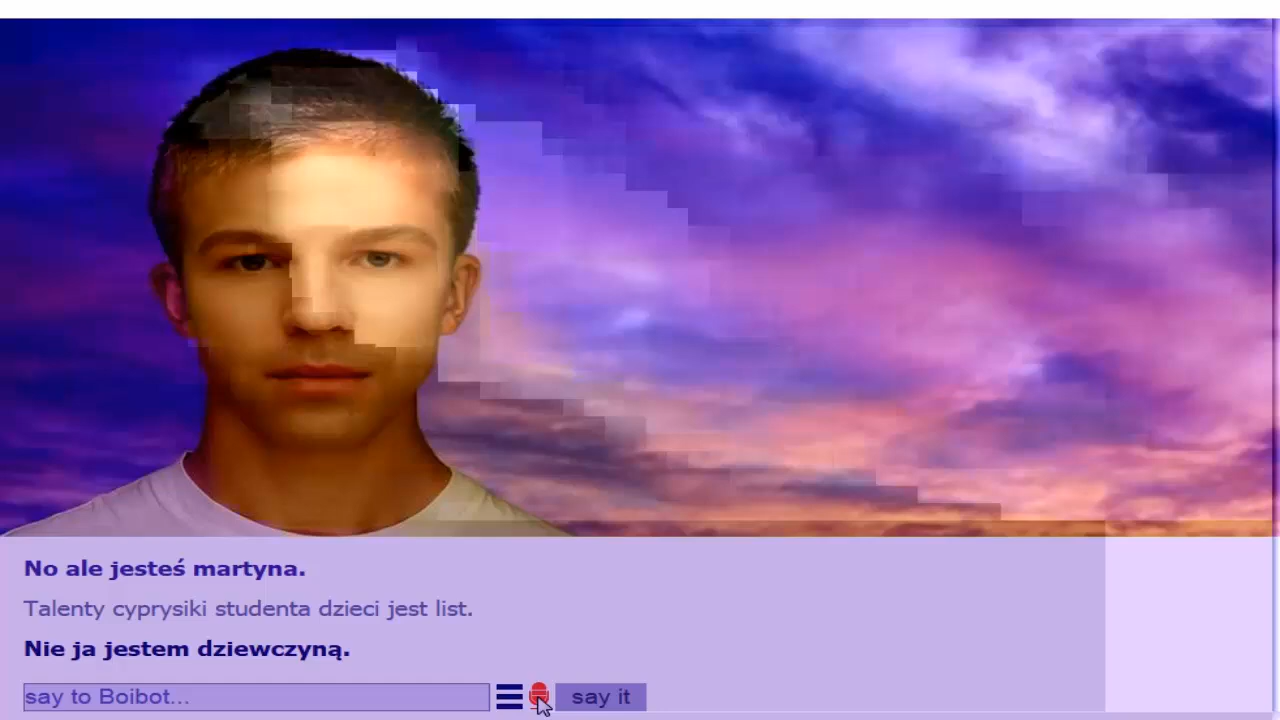 No ale jesteś martyna.
Talenty cyprysiki studenta dzieci jest list.
Nie ja jestem dziewczyną.
say to Boibot... say it